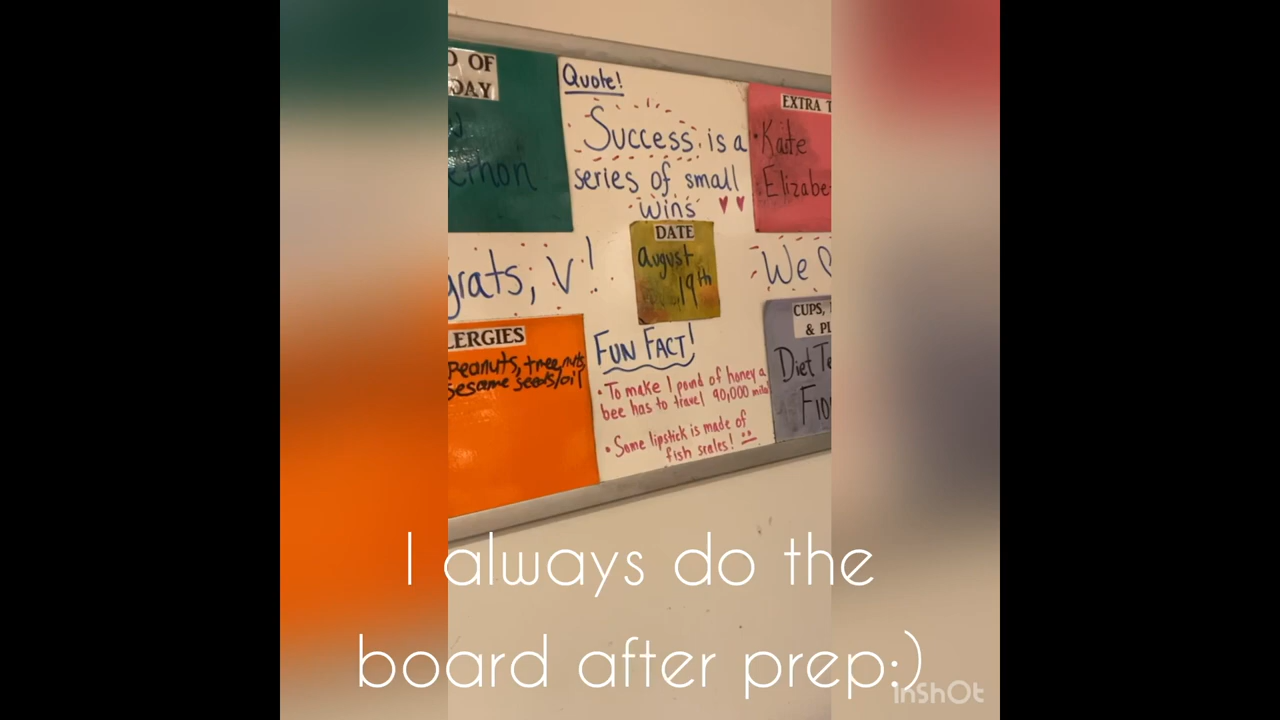 O OF
DAY
Quote!
Success is a
series of small
wins
EXTRA T
Kaite
Elizabe
DATE
August
19th
grats, V!
We
LERGIES
Peanuts, tree nuts,
sesame seeds/oil
FUN FACT!
• To make 1 pound of honey a
bee has to travel 90,000 miles
• Some lipstick is made of
fish scales!
CUPS,
& PL
Diet Te
I always do the
board after prep:)
InShOt